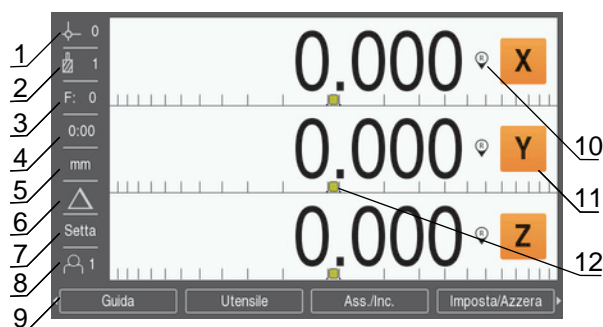 1
0
0.000
R
X
2
1
3
F: 0
4
0:00
10
5
mm
0.000
R
Y
11
6
7
Setta
0.000
R
Z
12
8
1
Guida
Utensile
Ass./Inc.
Imposta/Azzera
9